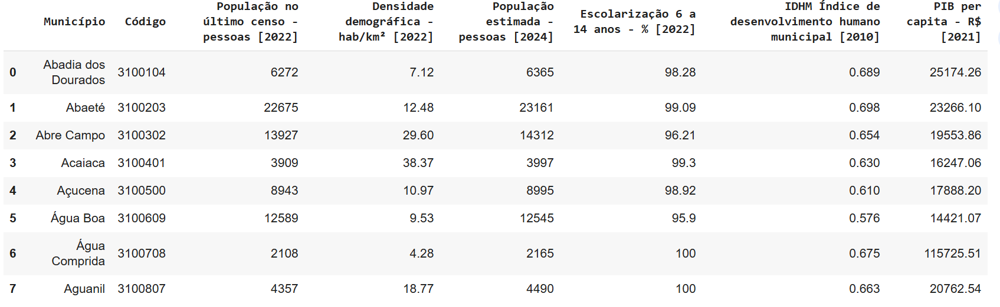 Município Código População no último censo - pessoas [2022] Densidade demográfica - hab/km² [2022] População estimada - pessoas [2024] Escolarização 6 a 14 anos - % [2022] IDHM Índice de desenvolvimento humano municipal [2010] PIB per capita - R$ [2021]
0 Abadia dos Dourados 3100104 6272 7.12 6365 98.28 0.689 25174.26
1 Abaeté 3100203 22675 12.48 23161 99.09 0.698 23266.10
2 Abre Campo 3100302 13927 29.60 14312 96.21 0.654 19553.86
3 Acaiaca 3100401 3909 38.37 3997 99.3 0.630 16247.06
4 Açucena 3100500 8943 10.97 8995 98.92 0.610 17888.20
5 Água Boa 3100609 12589 9.53 12545 95.9 0.576 14421.07
6 Água Comprida 3100708 2108 4.28 2165 100 0.675 115725.51
7 Aguanil 3100807 4357 18.77 4490 100 0.663 20762.54